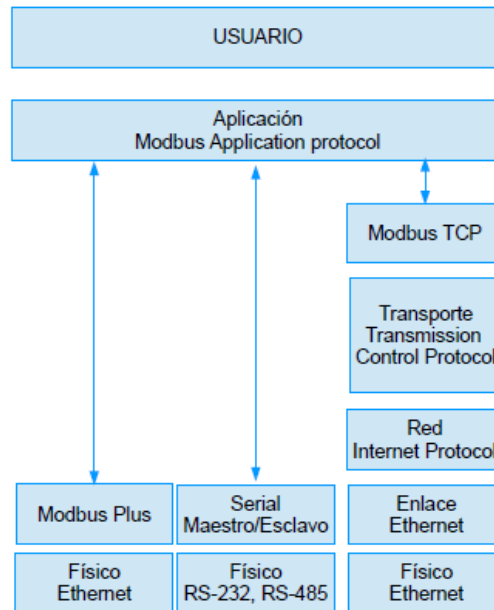 USUARIO
Aplicación
Modbus Application protocol
Modbus TCP
Transporte
Transmission
Control Protocol
Red
Internet Protocol
Modbus Plus
Serial
Maestro/Esclavo
Enlace
Ethernet
Físico
Ethernet
Físico
RS-232, RS-485
Físico
Ethernet